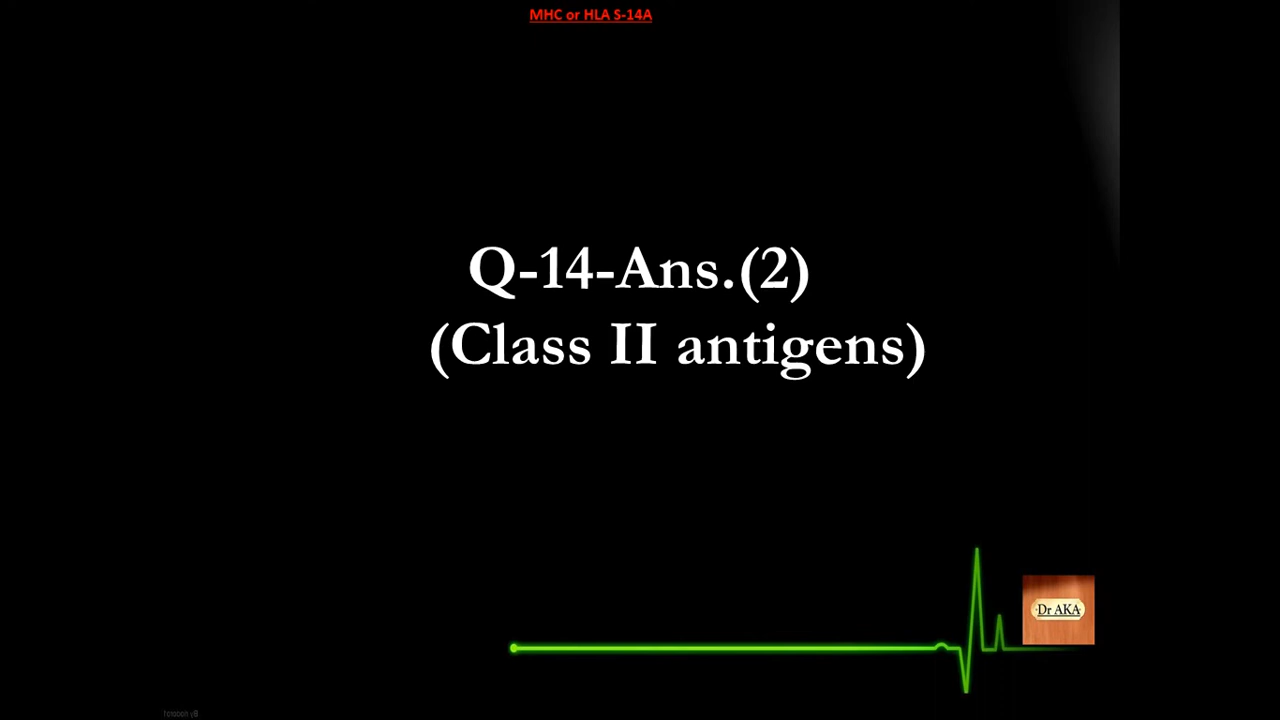 MHC or HLA S-14A
Q-14-Ans.(2)
(Class II antigens)
Dr AKA